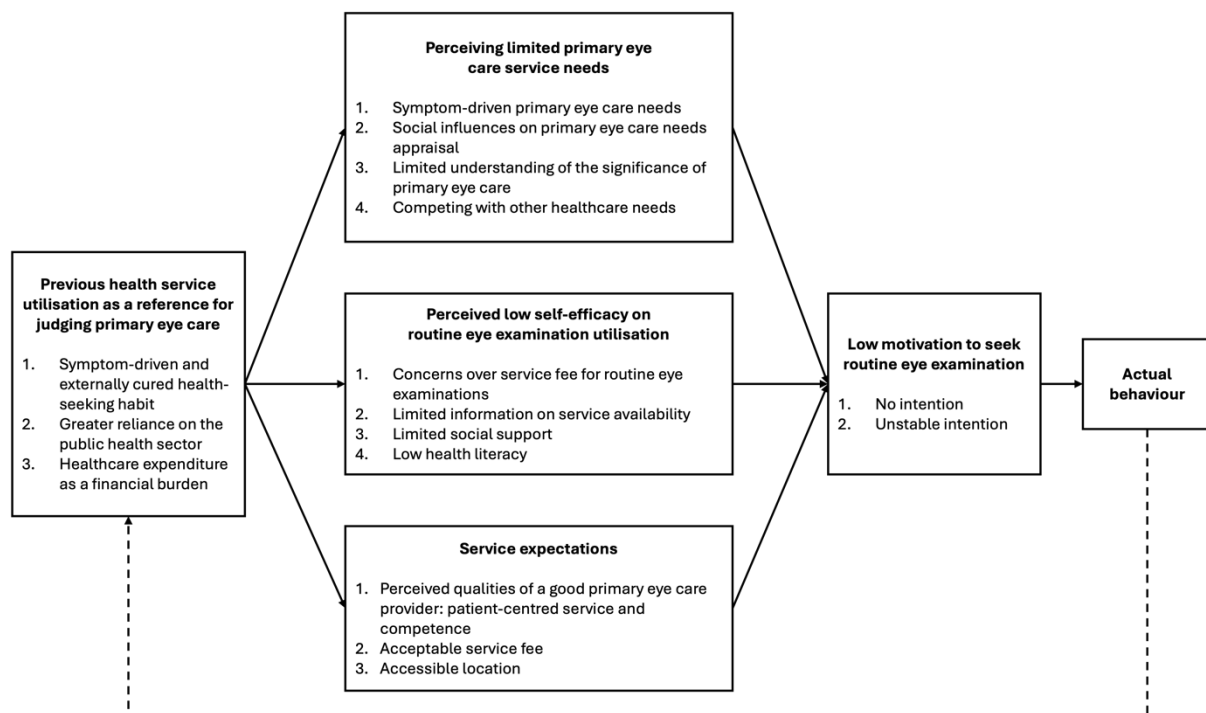 Perceiving limited primary eye
care service needs
1. Symptom-driven primary eye care needs
2. Social influences on primary eye care needs
appraisal
3. Limited understanding of the significance of
primary eye care
4. Competing with other healthcare needs
Previous health service
utilisation as a reference for
judging primary eye care
1. Symptom-driven and
externally cured health-
seeking habit
2. Greater reliance on the
public health sector
3. Healthcare expenditure
as a financial burden
Perceived low self-efficacy on
routine eye examination utilisation
1. Concerns over service fee for routine eye
examinations
2. Limited information on service availability
3. Limited social support
4. Low health literacy
Service expectations
1. Perceived qualities of a good primary eye care
provider: patient-centred service and
competence
2. Acceptable service fee
3. Accessible location
Low motivation to seek
routine eye examination
1. No intention
2. Unstable intention
Actual
behaviour